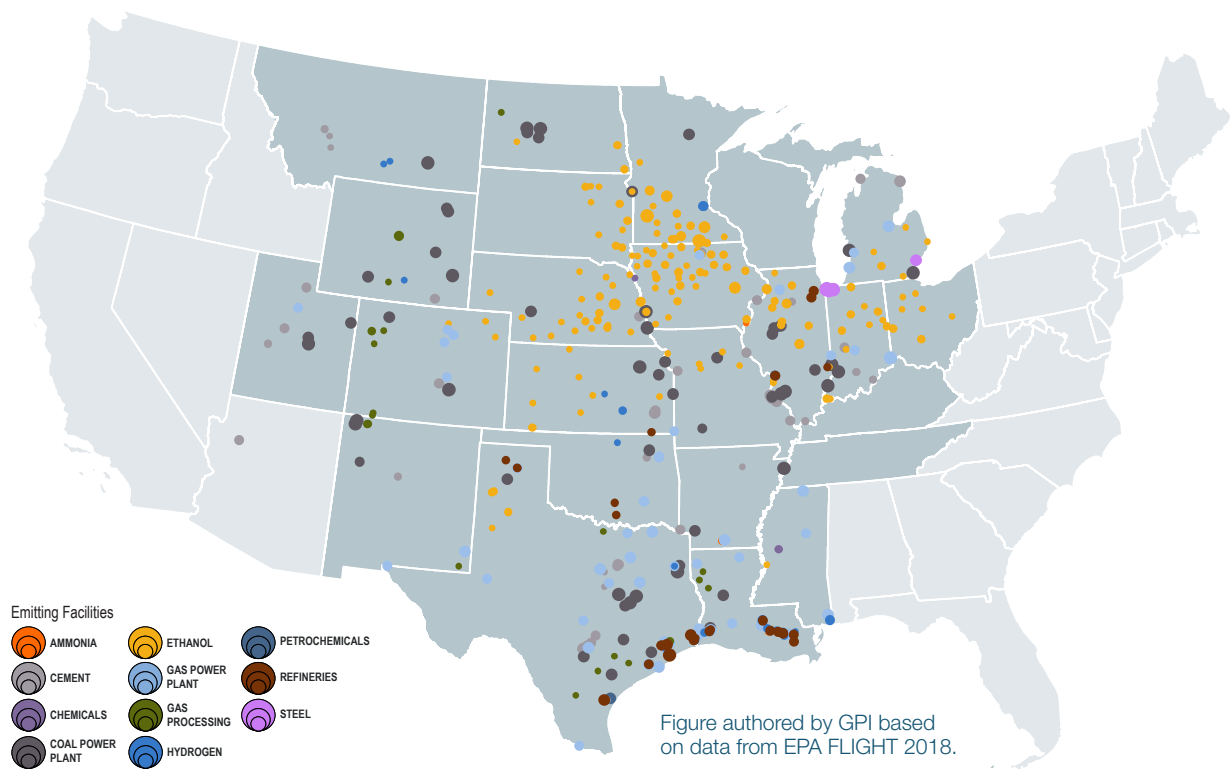 Emitting Facilities
AMMONIA
CEMENT
CHEMICALS
COAL POWER
PLANT
ETHANOL
GAS POWER
PLANT
GAS
PROCESSING
HYDROGEN
PETROCHEMICALS
REFINERIES
STEEL
Figure authored by GPI based
on data from EPA FLIGHT 2018.